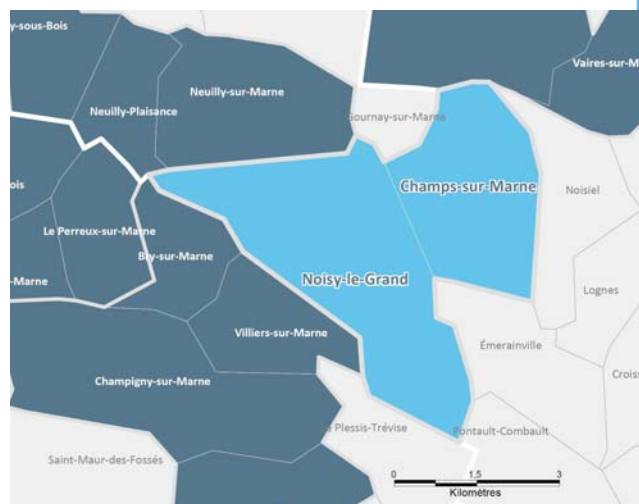 y-sous-Bois
Vaires-sur-M
Neuilly-sur-Marne
Neuilly-Plaisance
Gournay-sur-Marne
Champs-sur-Marne
Noisiel
ois
Le Perreux-sur-Marne
Bry-sur-Marne
-Marne
Noisy-le-Grand
Lognes
Villiers-sur-Marne
Émerainville
Croiss
Champigny-sur-Marne
e Plessis-Trévise
Pontault-Combault
Saint-Maur-des-Fossés
0 1,5 3
Kilomètres